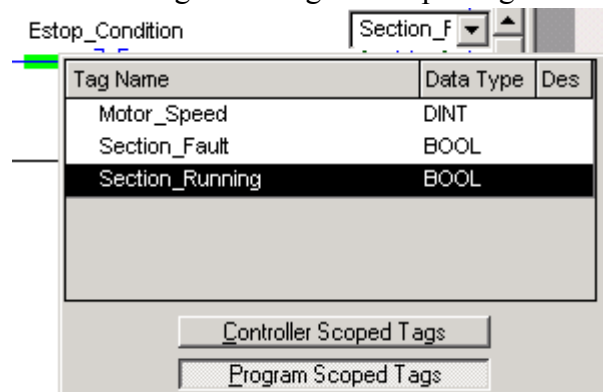 Estop_Condition Section_F
Tag Name Data Type Des
Motor_Speed DINT
Section_Fault BOOL
Section_Running BOOL
Controller Scoped Tags
Program Scoped Tags